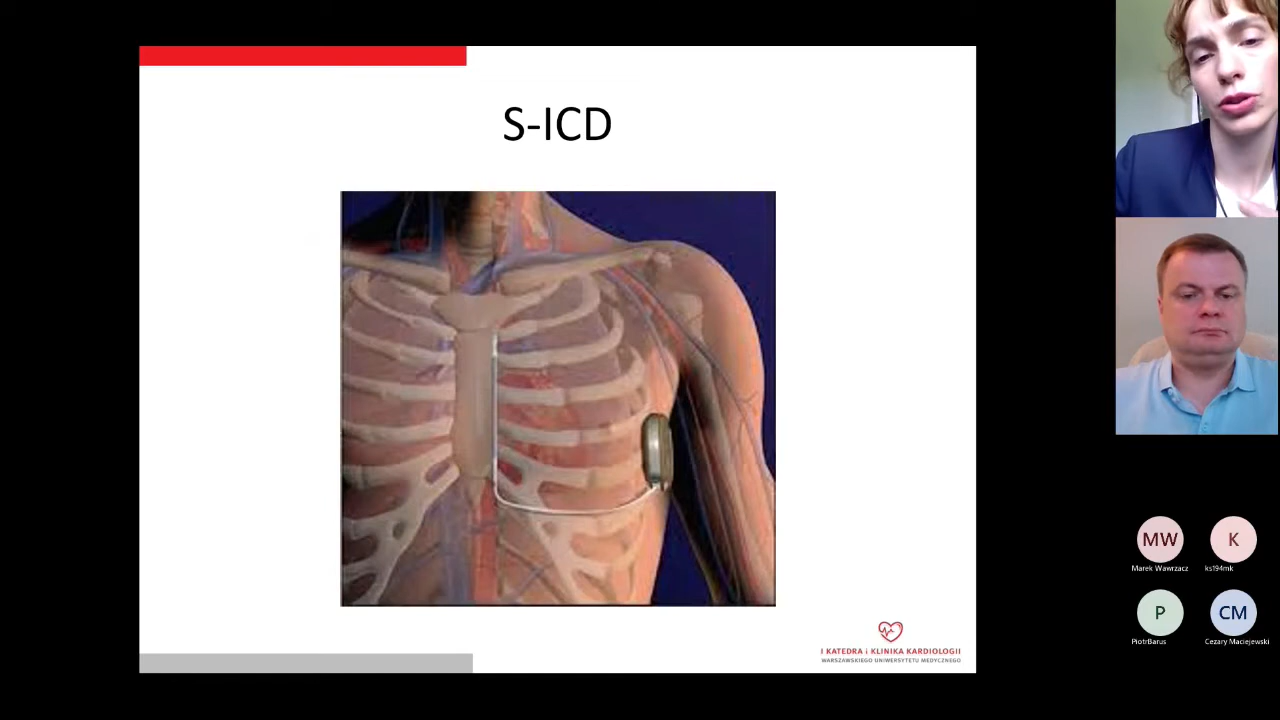 S-ICD
I KATEDRA i KLINIKA KARDIOLOGII
WARSZAWSKIEGO UNIWERSYTETU MEDYCZNEGO
MW
K
Marek Wawrzacz
ks194mk
P
CM
PiotrBarus
Cezary Maciejewski